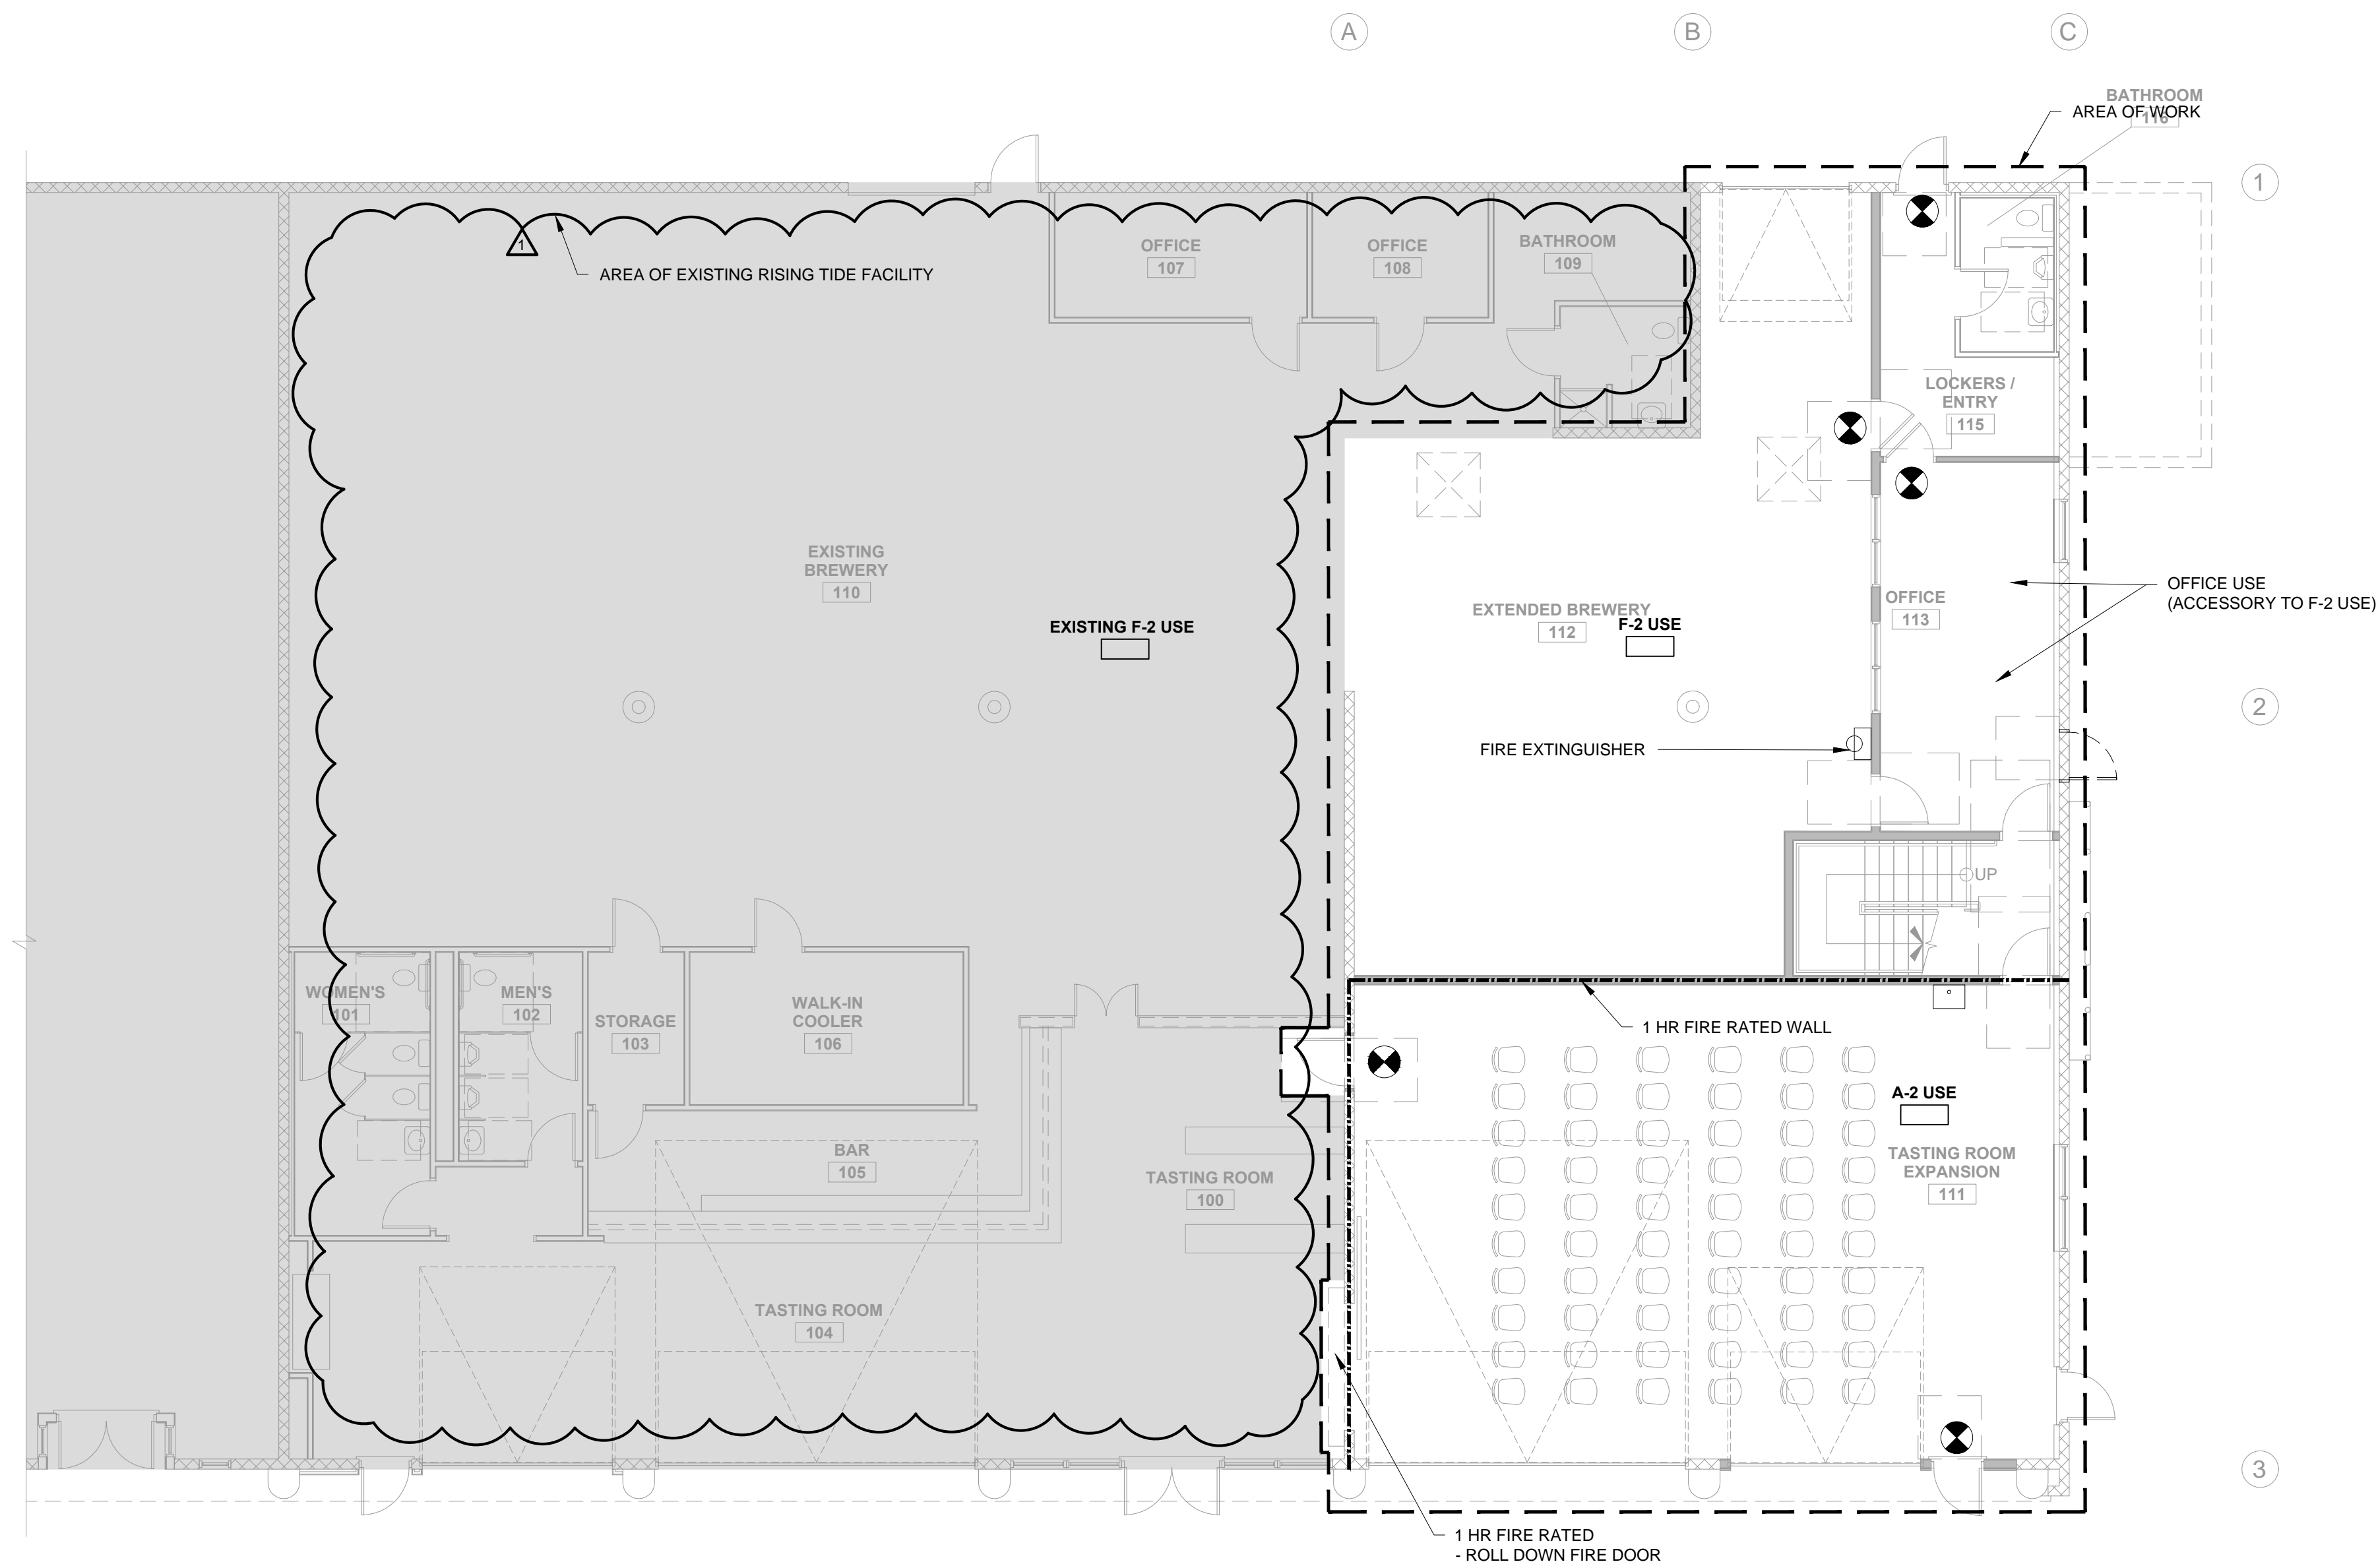 A
B
C
BATHROOM
116
AREA OF WORK
1
1
AREA OF EXISTING RISING TIDE FACILITY
OFFICE
107
OFFICE
108
BATHROOM
109
LOCKERS /
ENTRY
115
EXISTING
BREWERY
110
EXISTING F-2 USE
EXTENDED BREWERY
112
F-2 USE
OFFICE
113
OFFICE USE
(ACCESSORY TO F-2 USE)
2
FIRE EXTINGUISHER
UP
WOMEN'S
101
MEN'S
102
STORAGE
103
WALK-IN
COOLER
106
1 HR FIRE RATED WALL
A-2 USE
BAR
105
TASTING ROOM
100
TASTING ROOM
EXPANSION
111
TASTING ROOM
104
3
1 HR FIRE RATED
- ROLL DOWN FIRE DOOR